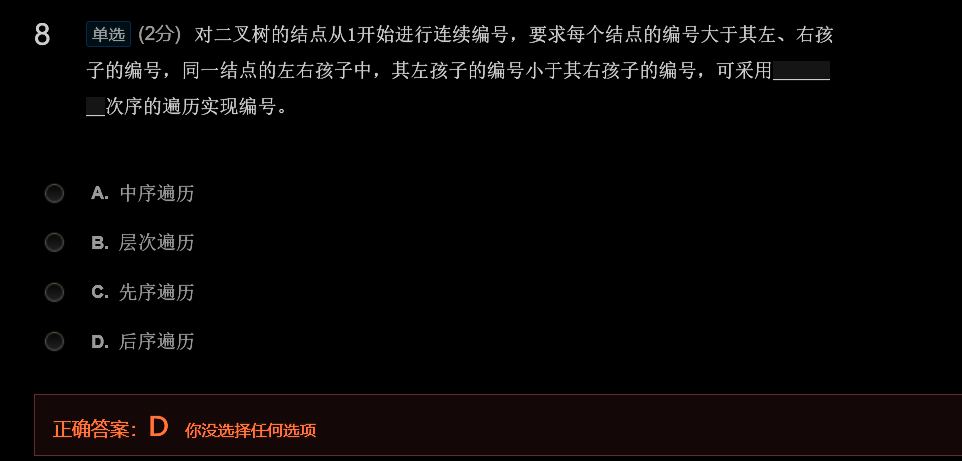 8 单选 (2分) 对二叉树的结点从1开始进行连续编号，要求每个结点的编号大于其左、右孩
子的编号，同一结点的左右孩子中，其左孩子的编号小于其右孩子的编号，可采用______
__次序的遍历实现编号。
A. 中序遍历
B. 层次遍历
C. 先序遍历
D. 后序遍历
正确答案：D 你没选择任何选项